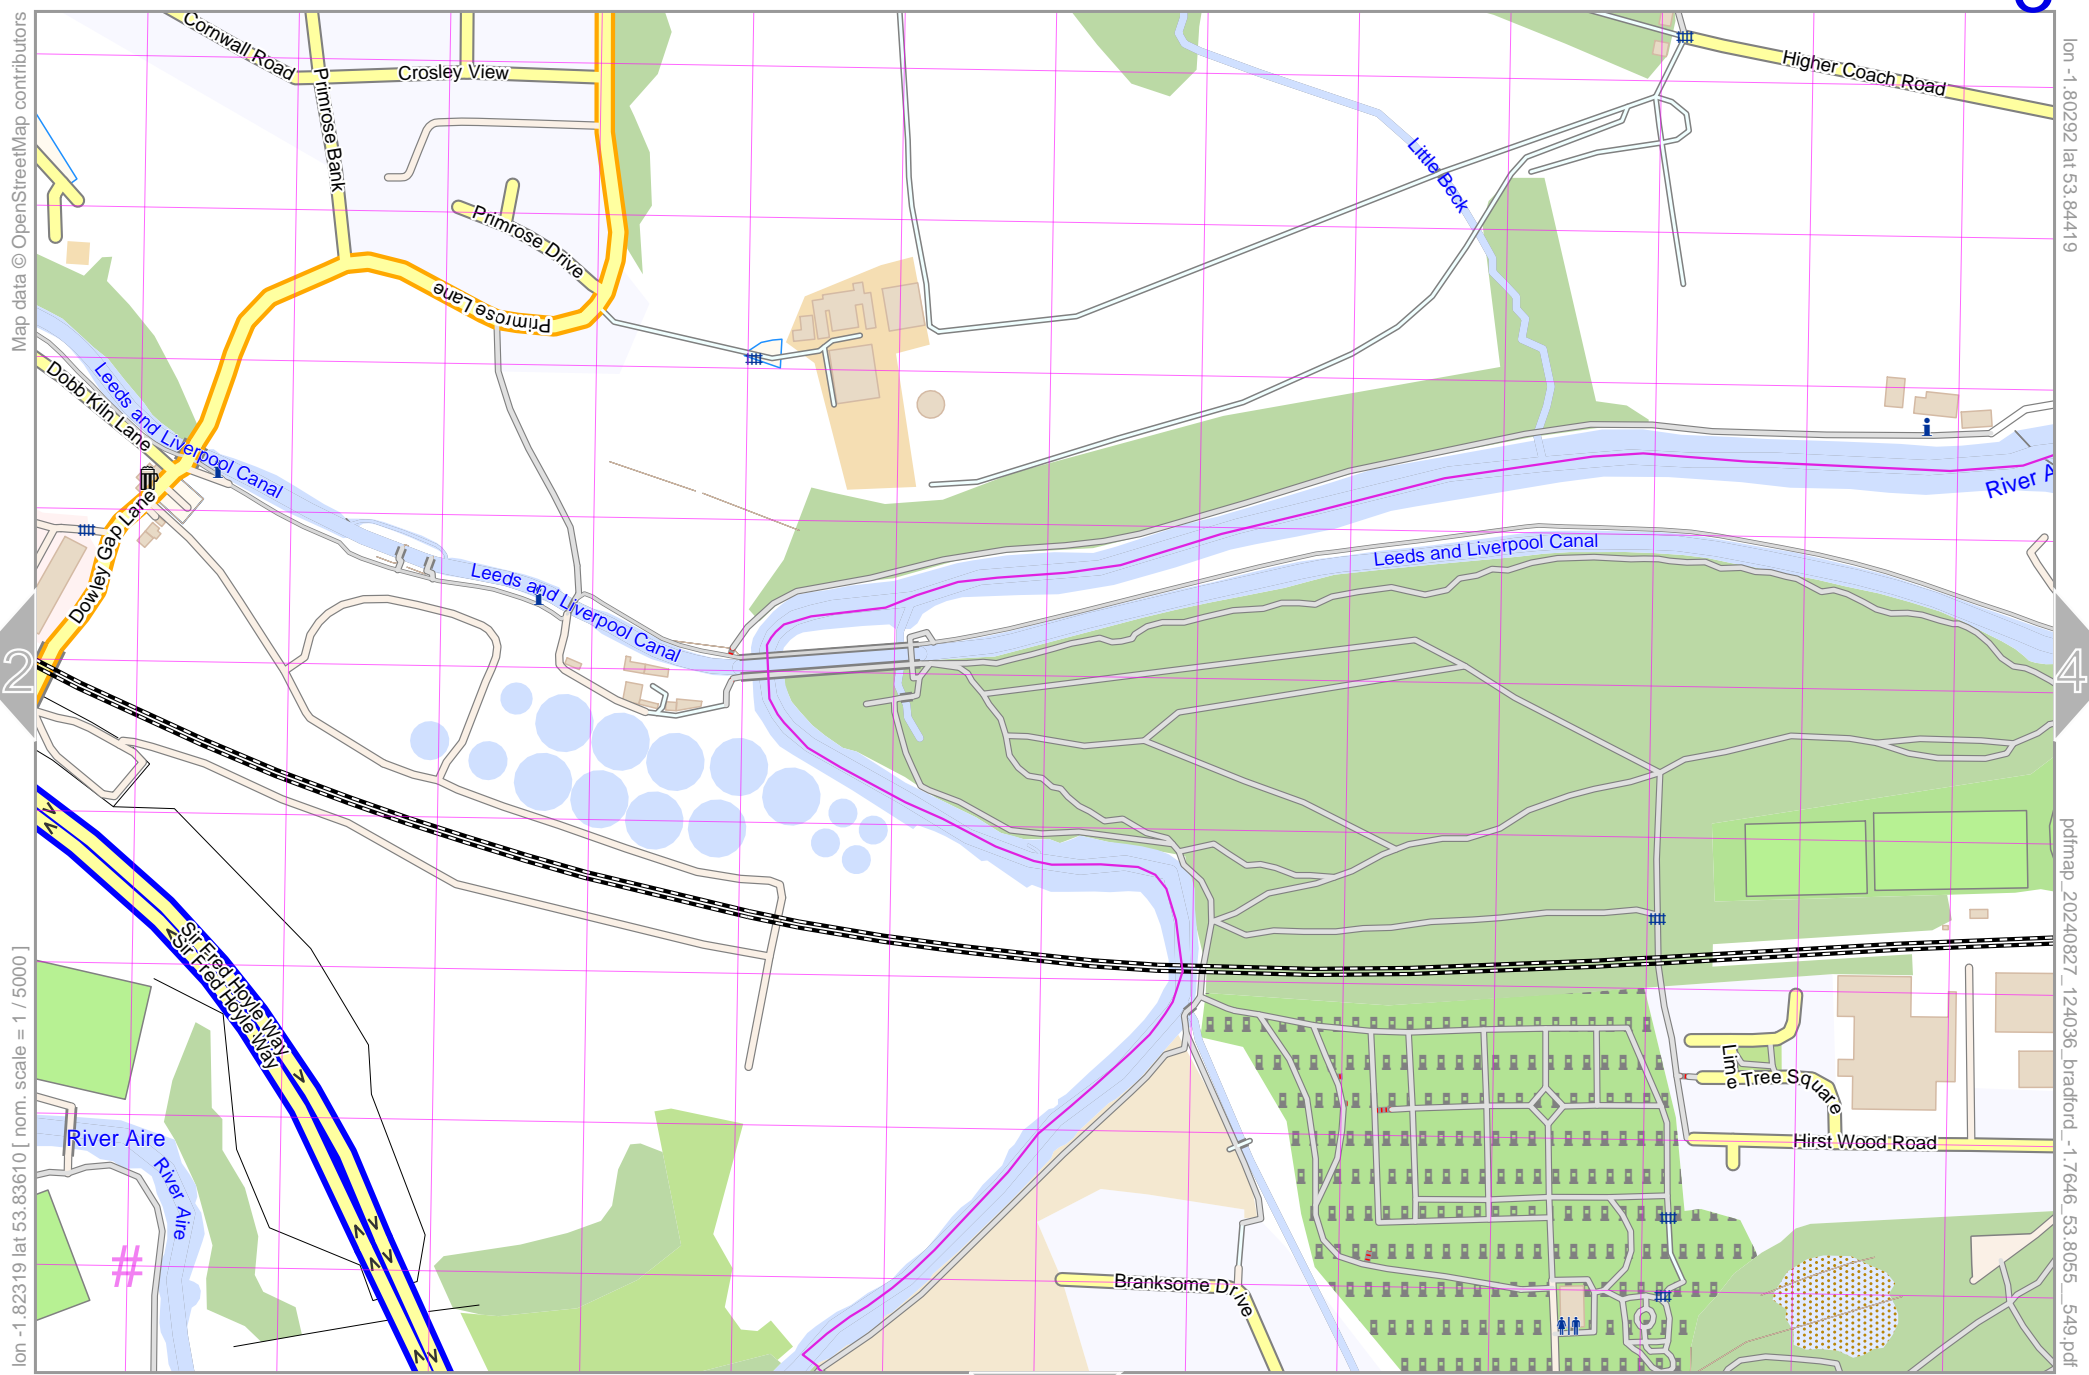 Map data © OpenStreetMap contributors
lon -1.82319 lat 53.83610 [ nom. scale = 1 / 5000 ]
lon -1.80292 lat 53.84419
pdfmap_20240827_124036_bradford_-1.7646_53.8055__549.pdf
2
4
Cornwall Road
Crosley View
Primrose Bank
Primrose Drive
Primrose Lane
Higher Coach Road
Little Beck
Dobb Kiln Lane
Leeds and Liverpool Canal
Dowley Gap Lane
Leeds and Liverpool Canal
Leeds and Liverpool Canal
River A
Sir Fred Hoyle Way
Sir Fred Hoyle Way
River Aire
River Aire
#
Lime Tree Square
Hirst Wood Road
Branksome Drive